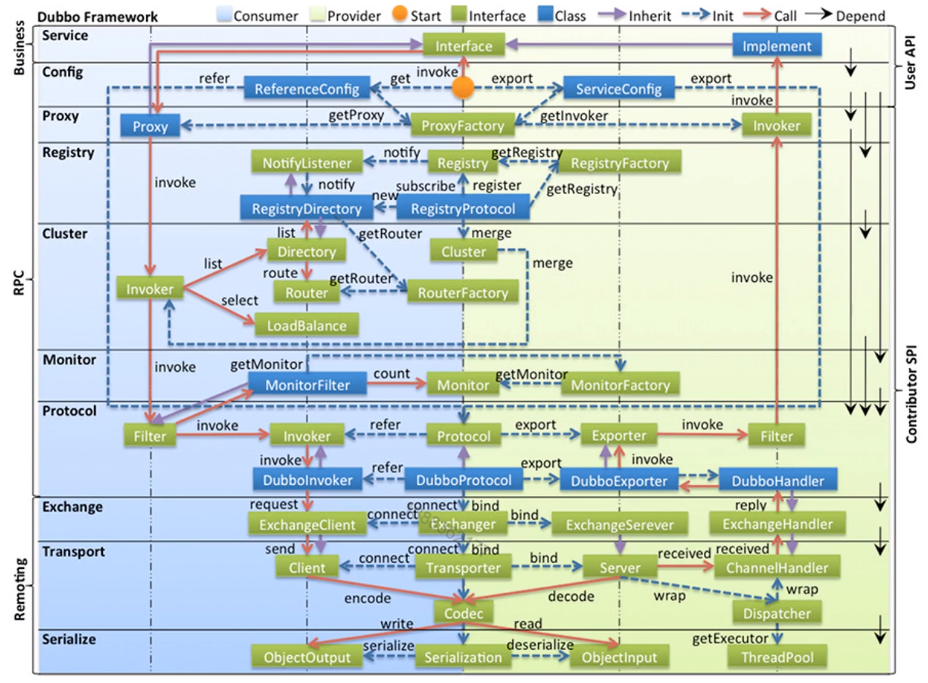 Dubbo Framework Consumer Provider Start Interface Class Inherit Init Call Depend
Business
Service
Interface
Implement
User API
Config
refer
ReferenceConfig
get
invoke
export
ServiceConfig
export
invoke
Proxy
Proxy
getProxy
ProxyFactory
getInvoker
Invoker
RPC
Registry
NotifyListener
notify
Registry
getRegistry
RegistryFactory
invoke
notify
subscribe
register
getRegistry
new
RegistryDirectory
RegistryProtocol
Cluster
list
getRouter
merge
Directory
Cluster
list
merge
route
getRouter
invoke
Invoker
Router
RouterFactory
select
LoadBalance
Monitor
invoke
getMonitor
MonitorFilter
count
Monitor
getMonitor
MonitorFactory
Contributor SPI
Protocol
Filter
invoke
Invoker
refer
Protocol
export
Exporter
invoke
Filter
invoke
refer
export
invoke
DubboInvoker
DubboProtocol
DubboExporter
DubboHandler
Remoting
Exchange
request
connect
bind
reply
ExchangeClient
connect
Exchanger
bind
ExchangeSerever
ExchangeHandler
Transport
send
connect
bind
received
received
Client
connect
Transporter
bind
Server
ChannelHandler
encode
decode
wrap
wrap
Codec
Dispatcher
write
read
Serialize
getExecutor
ObjectOutput
serialize
Serialization
deserialize
ObjectInput
ThreadPool